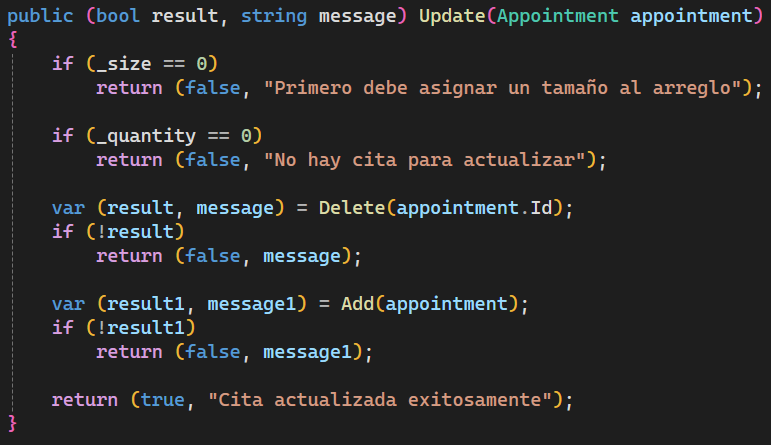 public (bool result, string message) Update(Appointment appointment)
{
    if (_size == 0)
        return (false, "Primero debe asignar un tamaño al arreglo");

    if (_quantity == 0)
        return (false, "No hay cita para actualizar");

    var (result, message) = Delete(appointment.Id);
    if (!result)
        return (false, message);

    var (result1, message1) = Add(appointment);
    if (!result1)
        return (false, message1);

    return (true, "Cita actualizada exitosamente");
}